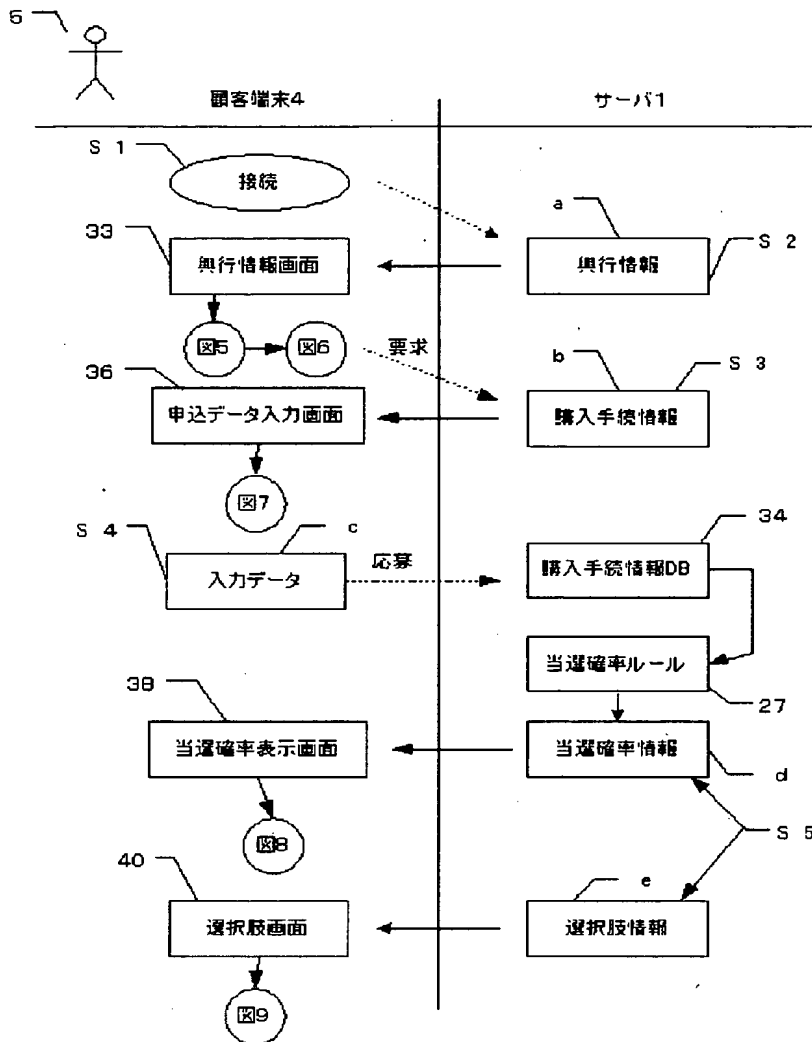 5
顧客端末4
サーバ1
S 1
接続
a
33
興行情報画面
興行情報
S 2
図5
図6
要求
b
S 3
36
申込データ入力画面
購入手続情報
図7
S 4
c
34
入力データ
応募
購入手続情報DB
当選確率ルール
38
27
当選確率表示画面
当選確率情報
d
図8
S 5
40
e
選択肢画面
選択肢情報
図9